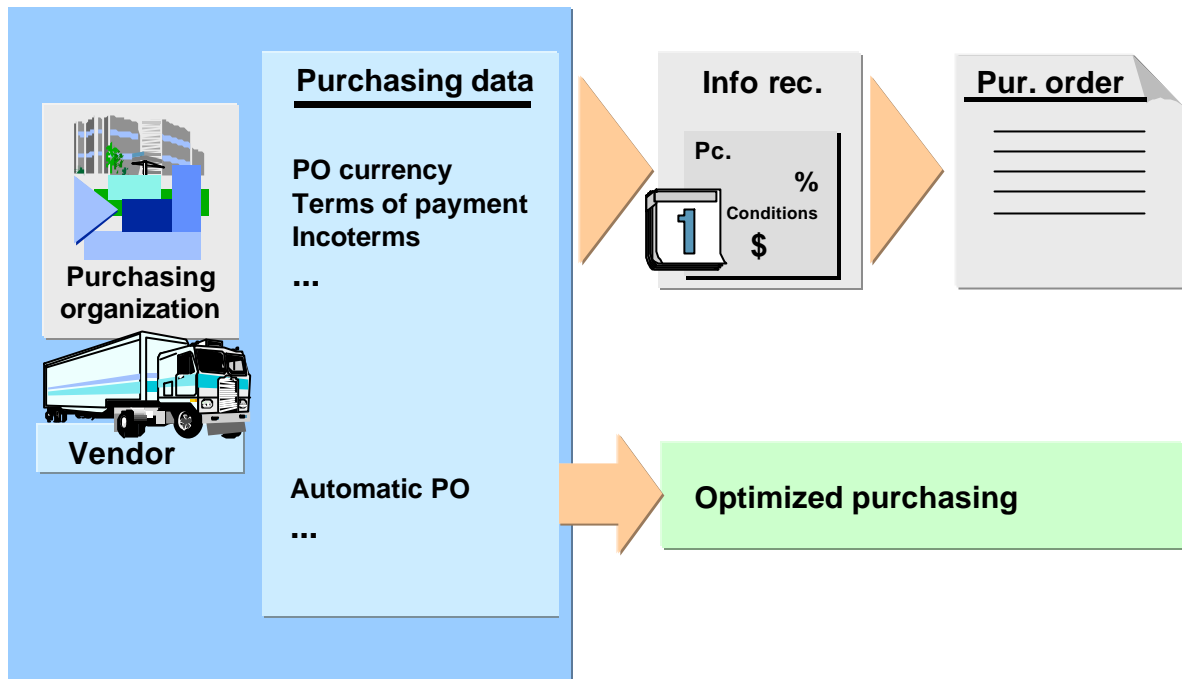 Purchasing
organization
Vendor
Purchasing data
PO currency
Terms of payment
Incoterms
...
Automatic PO
...
Info rec.
Pc.
%
Conditions
$
1
Pur. order
Optimized purchasing